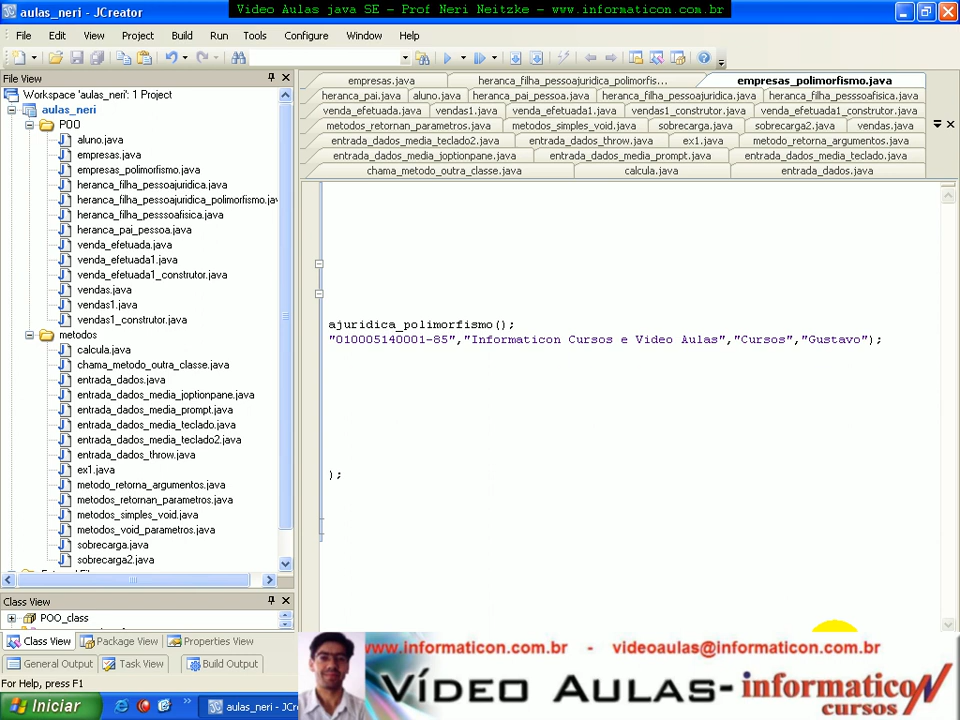 aulas_neri - JCreator
Video Aulas java SE - Prof Neri Neitzke - www.informaticon.com.br
File Edit View Project Build Run Tools Configure Window Help
File View
Workspace 'aulas_neri': 1 Project
aulas_neri
POO
aluno.java
empresas.java
empresas_polimorfismo.java
heranca_filha_pessoajuridica.java
heranca_filha_pessoajuridica_polimorfismo.jav
heranca_filha_pesssoafisica.java
heranca_pai_pessoa.java
venda_efetuada.java
venda_efetuada1.java
venda_efetuada1_construtor.java
vendas.java
vendas1.java
vendas1_construtor.java
metodos
calcula.java
chama_metodo_outra_classe.java
entrada_dados.java
entrada_dados_media_joptionpane.java
entrada_dados_media_prompt.java
entrada_dados_media_teclado.java
entrada_dados_media_teclado2.java
entrada_dados_throw.java
ex1.java
metodo_retorna_argumentos.java
metodos_retornan_parametros.java
metodos_simples_void.java
metodos_void_parametros.java
sobrecarga.java
sobrecarga2.java
empresas.java heranca_filha_pessoajuridica_polimorfis... empresas_polimorfismo.java
heranca_pai.java aluno.java heranca_pai_pessoa.java heranca_filha_pessoajuridica.java heranca_filha_pesssoafisica.java
venda_efetuada.java vendas1.java venda_efetuada1.java vendas1_construtor.java venda_efetuada1_construtor.java
metodos_retornan_parametros.java metodos_simples_void.java sobrecarga.java sobrecarga2.java vendas.java
entrada_dados_media_teclado2.java entrada_dados_throw.java ex1.java metodo_retorna_argumentos.java
entrada_dados_media_joptionpane.java entrada_dados_media_prompt.java entrada_dados_media_teclado.java
chama_metodo_outra_classe.java calcula.java entrada_dados.java
ajuridica_polimorfismo();
"010005140001-85","Informaticon Cursos e Video Aulas","Cursos","Gustavo");
);
Class View
POO_class
Class View Package View Properties View
General Output Task View Build Output
For Help, press F1
Iniciar
aulas_neri - JCre
www.informaticon.com.br - videoaulas@informaticon.com.br
VÍDEO AULAS-informaticoN
cursos